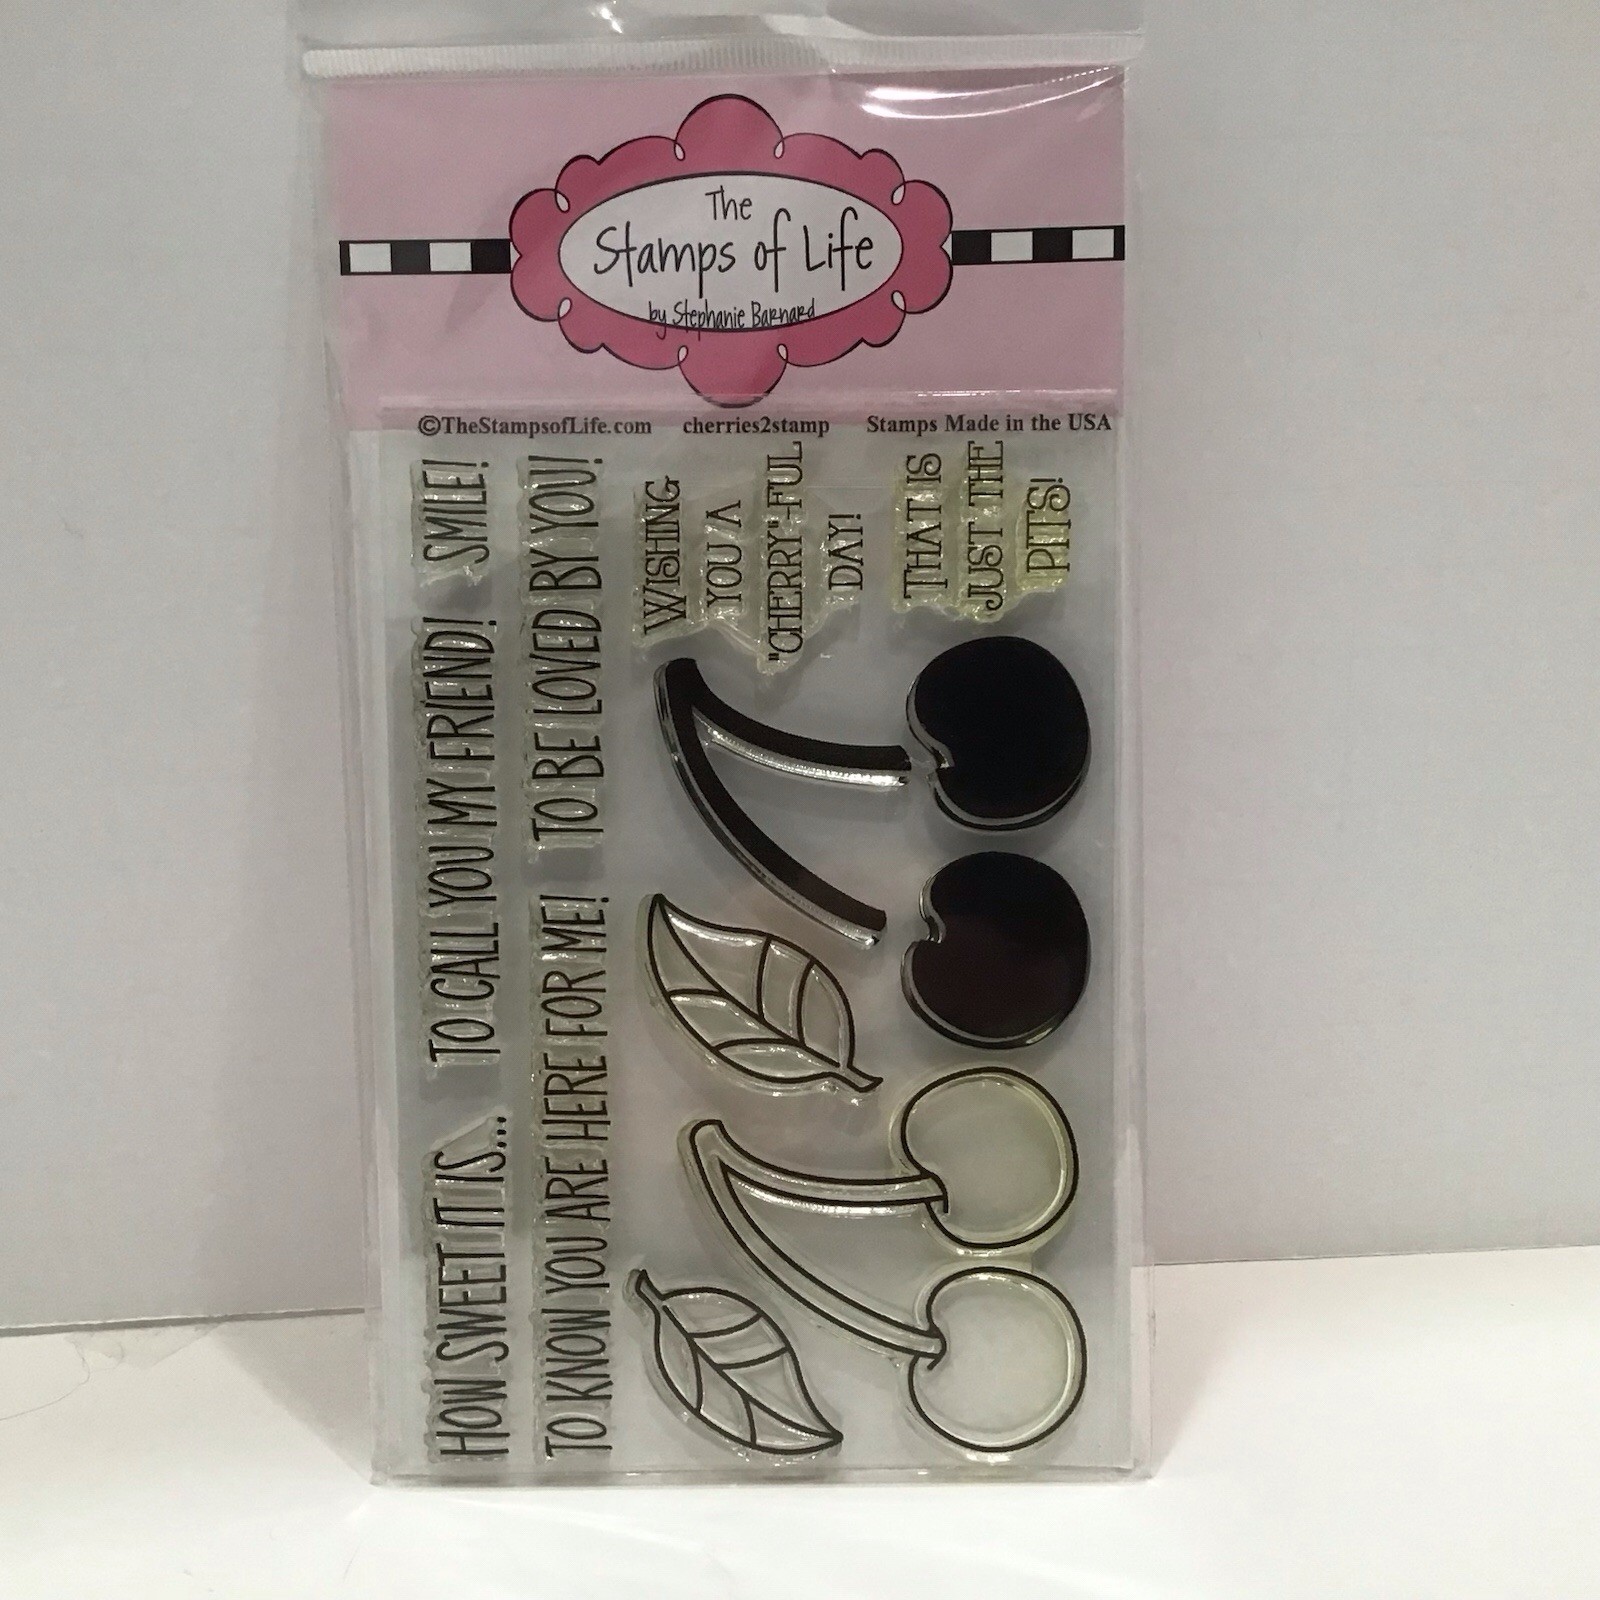 The
Stamps of Life
by Stephanie Barnard
©TheStampsofLife.com cherries2stamp Stamps Made in the USA
HOW SWEET IT IS... TO CALL YOU MY FRIEND! SMILE!
TO KNOW YOU ARE HERE FOR ME! TO BE LOVED BY YOU!
WISHING
YOU A
"CHERRY"-FUL
DAY!
THAT IS
JUST THE
PITS!